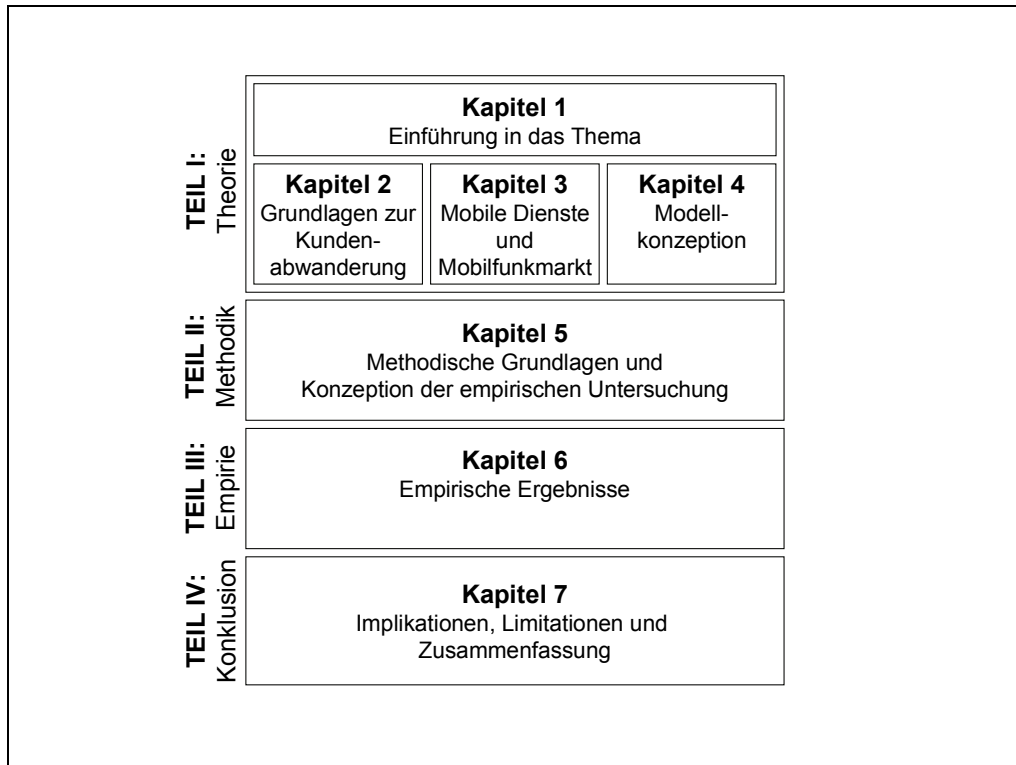 TEIL I:
Theorie
Kapitel 1
Einführung in das Thema
Kapitel 2
Grundlagen zur
Kunden-
abwanderung
Kapitel 3
Mobile Dienste
und
Mobilfunkmarkt
Kapitel 4
Modell-
konzeption
TEIL II:
Methodik
Kapitel 5
Methodische Grundlagen und
Konzeption der empirischen Untersuchung
TEIL III:
Empirie
Kapitel 6
Empirische Ergebnisse
TEIL IV:
Konklusion
Kapitel 7
Implikationen, Limitationen und
Zusammenfassung